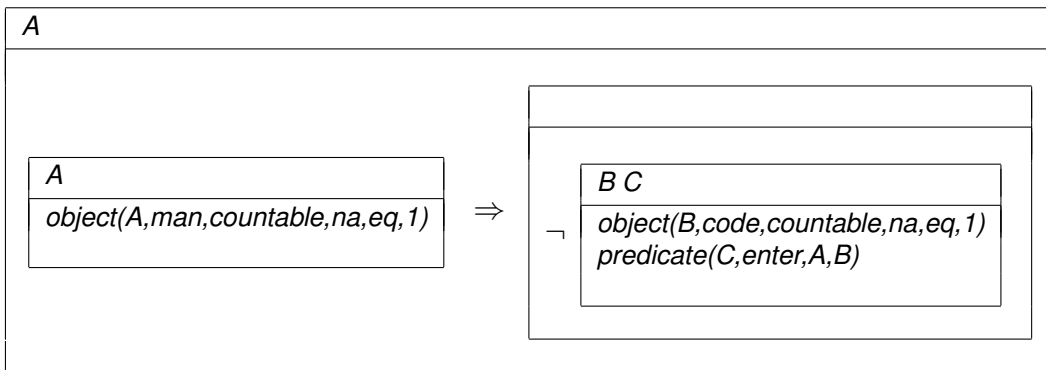 A
A
object(A,man,countable,na,eq,1)
⇒
¬
B C
object(B,code,countable,na,eq,1)
predicate(C,enter,A,B)